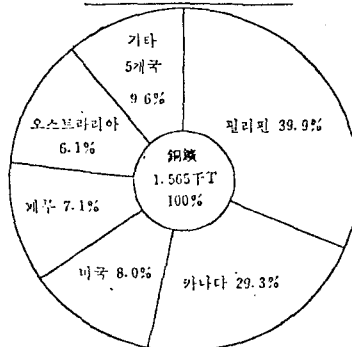 기타
5개국
9.6%
필리핀 39.9%
오스트라리아
6.1%
銅鑛
1.565千T
100%
페루 7.1%
미국 8.0%
카나다 29.3%